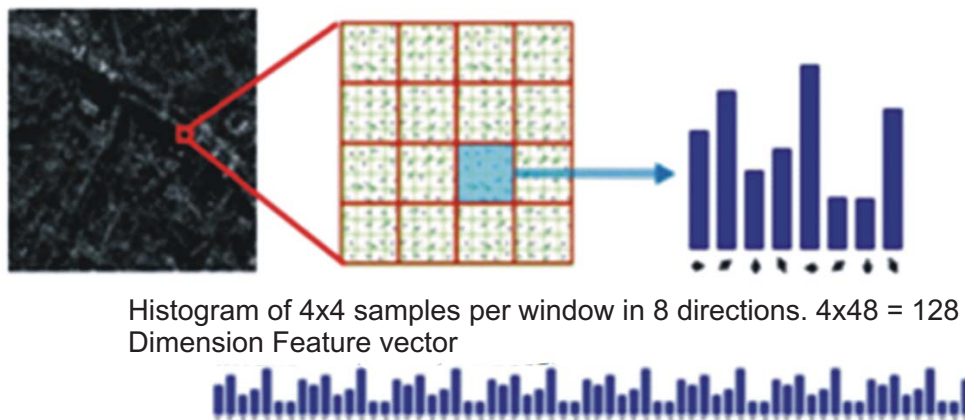 Histogram of 4x4 samples per window in 8 directions. 4x48 = 128
Dimension Feature vector